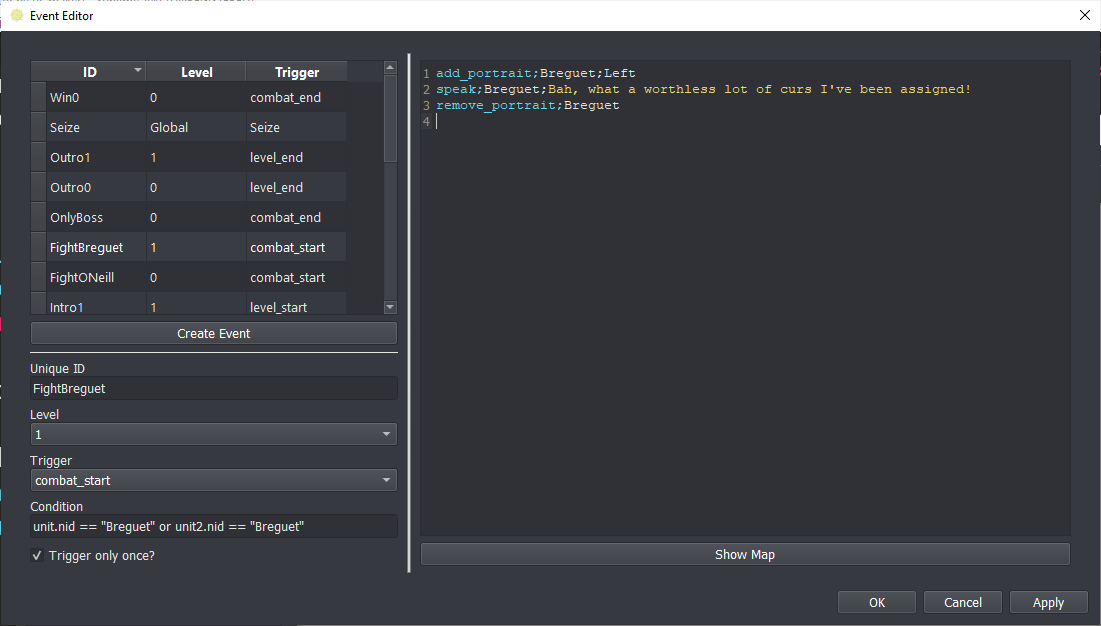 Event Editor
ID Level Trigger
Win0 0 combat_end
Seize Global Seize
Outro1 1 level_end
Outro0 0 level_end
OnlyBoss 0 combat_end
FightBreguet 1 combat_start
FightONeill 0 combat_start
Intro1 1 level_start
Create Event
Unique ID
FightBreguet
Level
1
Trigger
combat_start
Condition
unit.nid == "Breguet" or unit2.nid == "Breguet"
Trigger only once?
1 add_portrait;Breguet;Left
2 speak;Breguet;Bah, what a worthless lot of curs I've been assigned!
3 remove_portrait;Breguet
4
Show Map
OK Cancel Apply